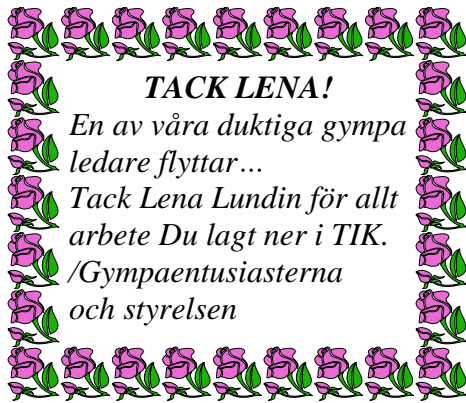 TACK LENA!
En av våra duktiga gympa
ledare flyttar…
Tack Lena Lundin för allt
arbete Du lagt ner i TIK.
/Gympaentusiasterna
och styrelsen